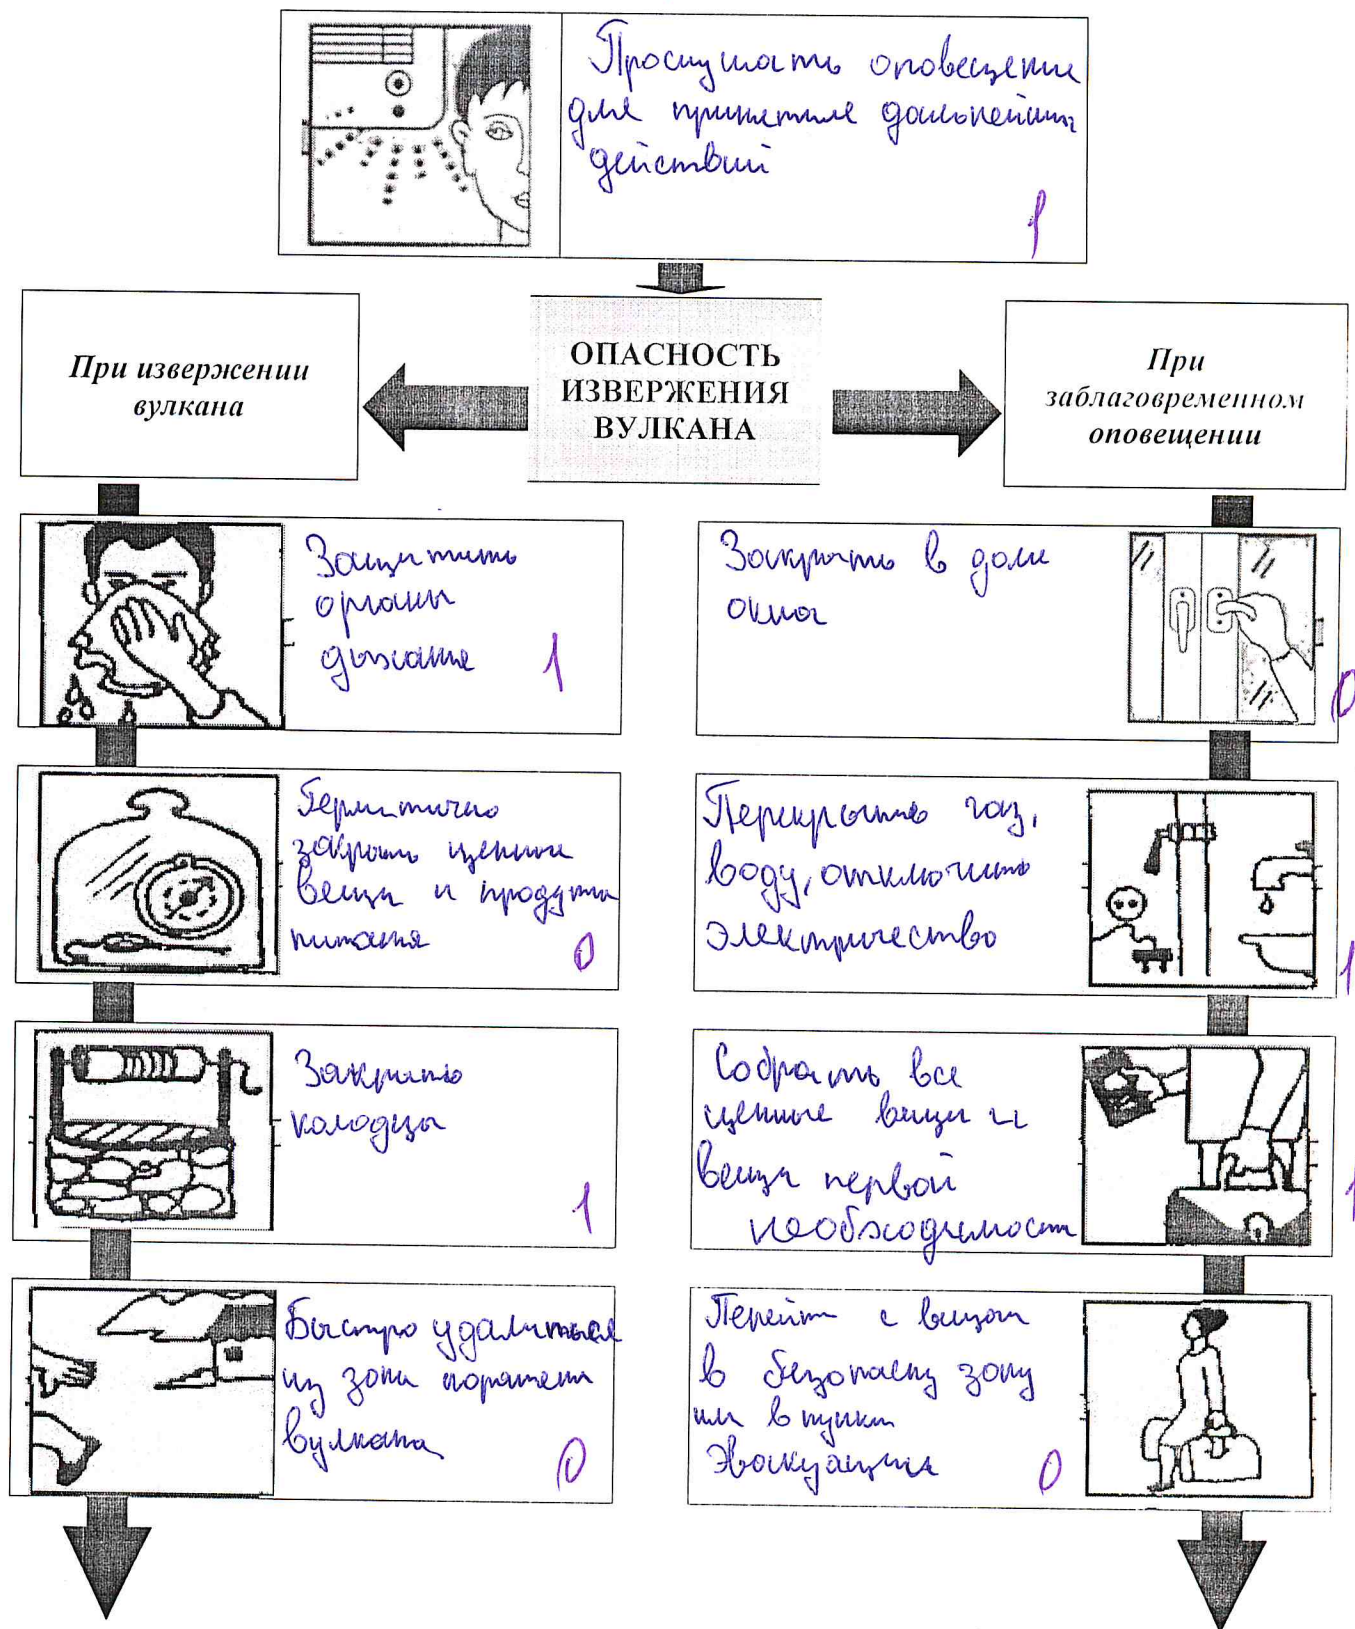 Прослушать оповещение
для принятия дальнейших
действий
1
При извержении
вулкана
ОПАСНОСТЬ
ИЗВЕРЖЕНИЯ
ВУЛКАНА
При
заблаговременном
оповещении
Защитить
органы
дыхания
1
Закрыть в доме
окна
0
Герметично
закрыть ценные
вещи и продукты
питания
0
Перекрыть газ,
воду, отключить
электричество
1
Закрыть
колодцы
1
Собрать все
ценные вещи и
вещи первой
необходимости
1
Быстро удалиться
из зоны поражения
вулкана
0
Перейти с вещами
в безопасну зону
или в пункт
эвакуации
0